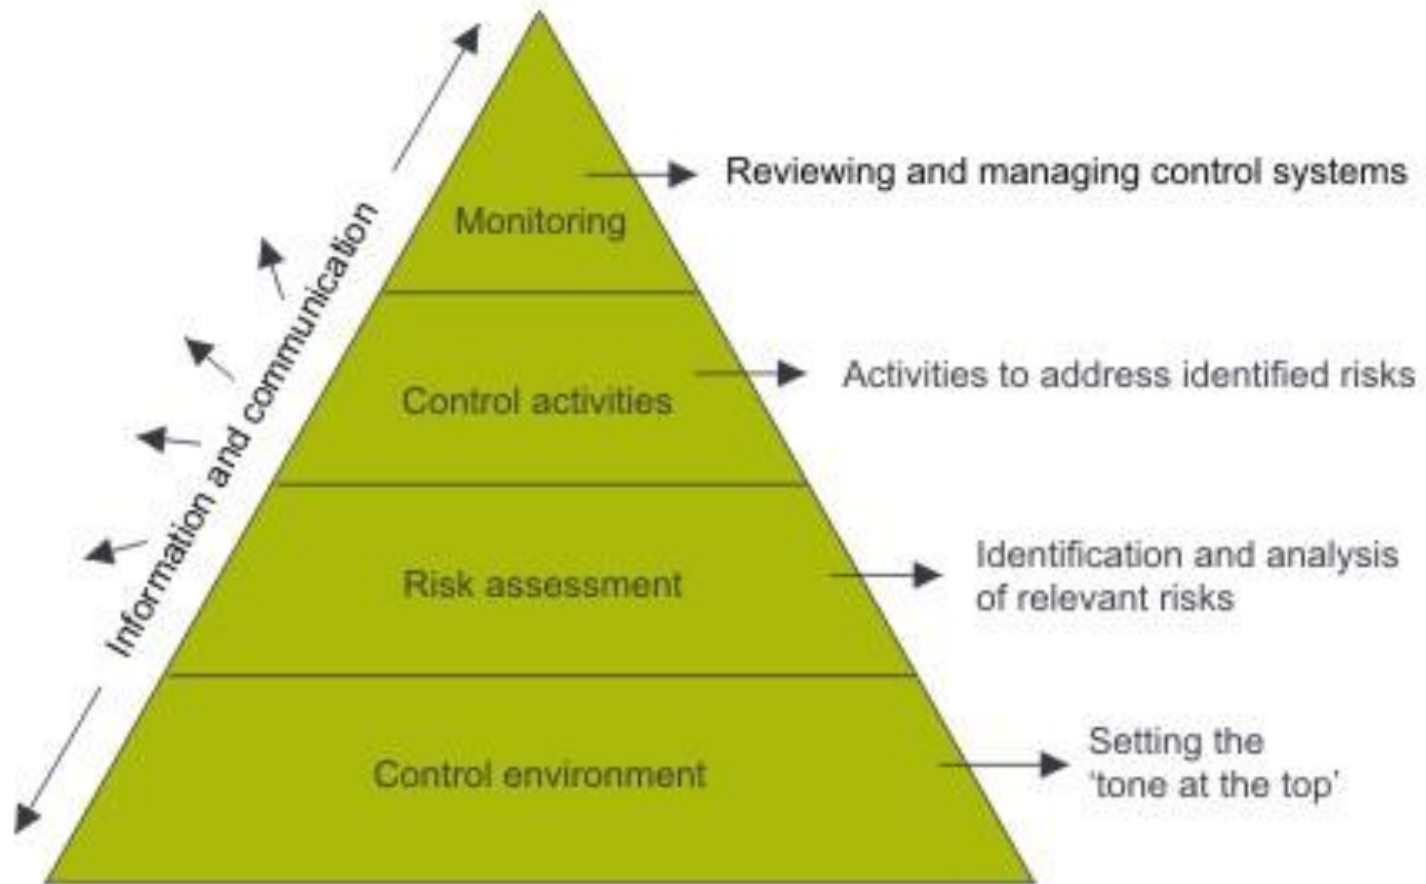 Information and communication
Monitoring
Reviewing and managing control systems
Control activities
Activities to address identified risks
Risk assessment
Identification and analysis
of relevant risks
Control environment
Setting the
‘tone at the top’